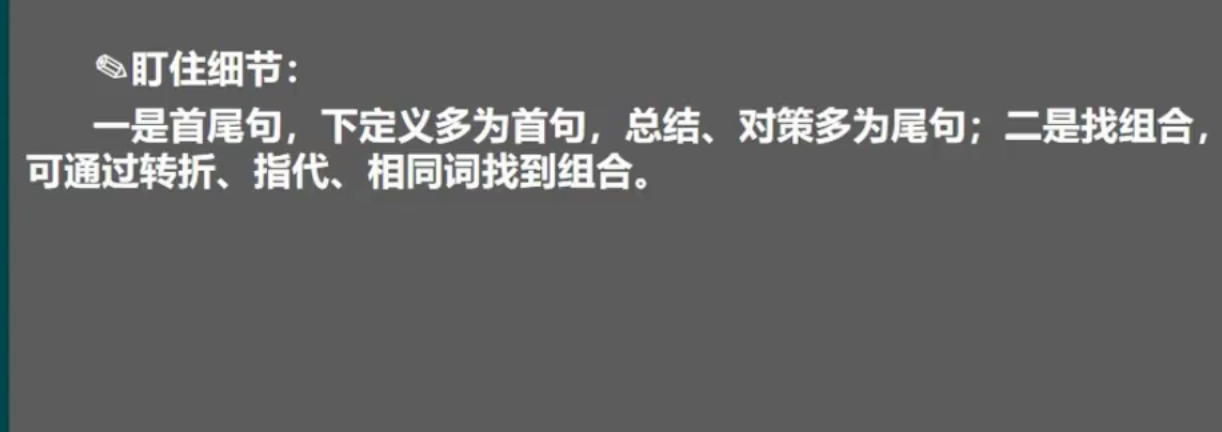 ✎盯住细节：
一是首尾句，下定义多为首句，总结、对策多为尾句；二是找组合，
可通过转折、指代、相同词找到组合。